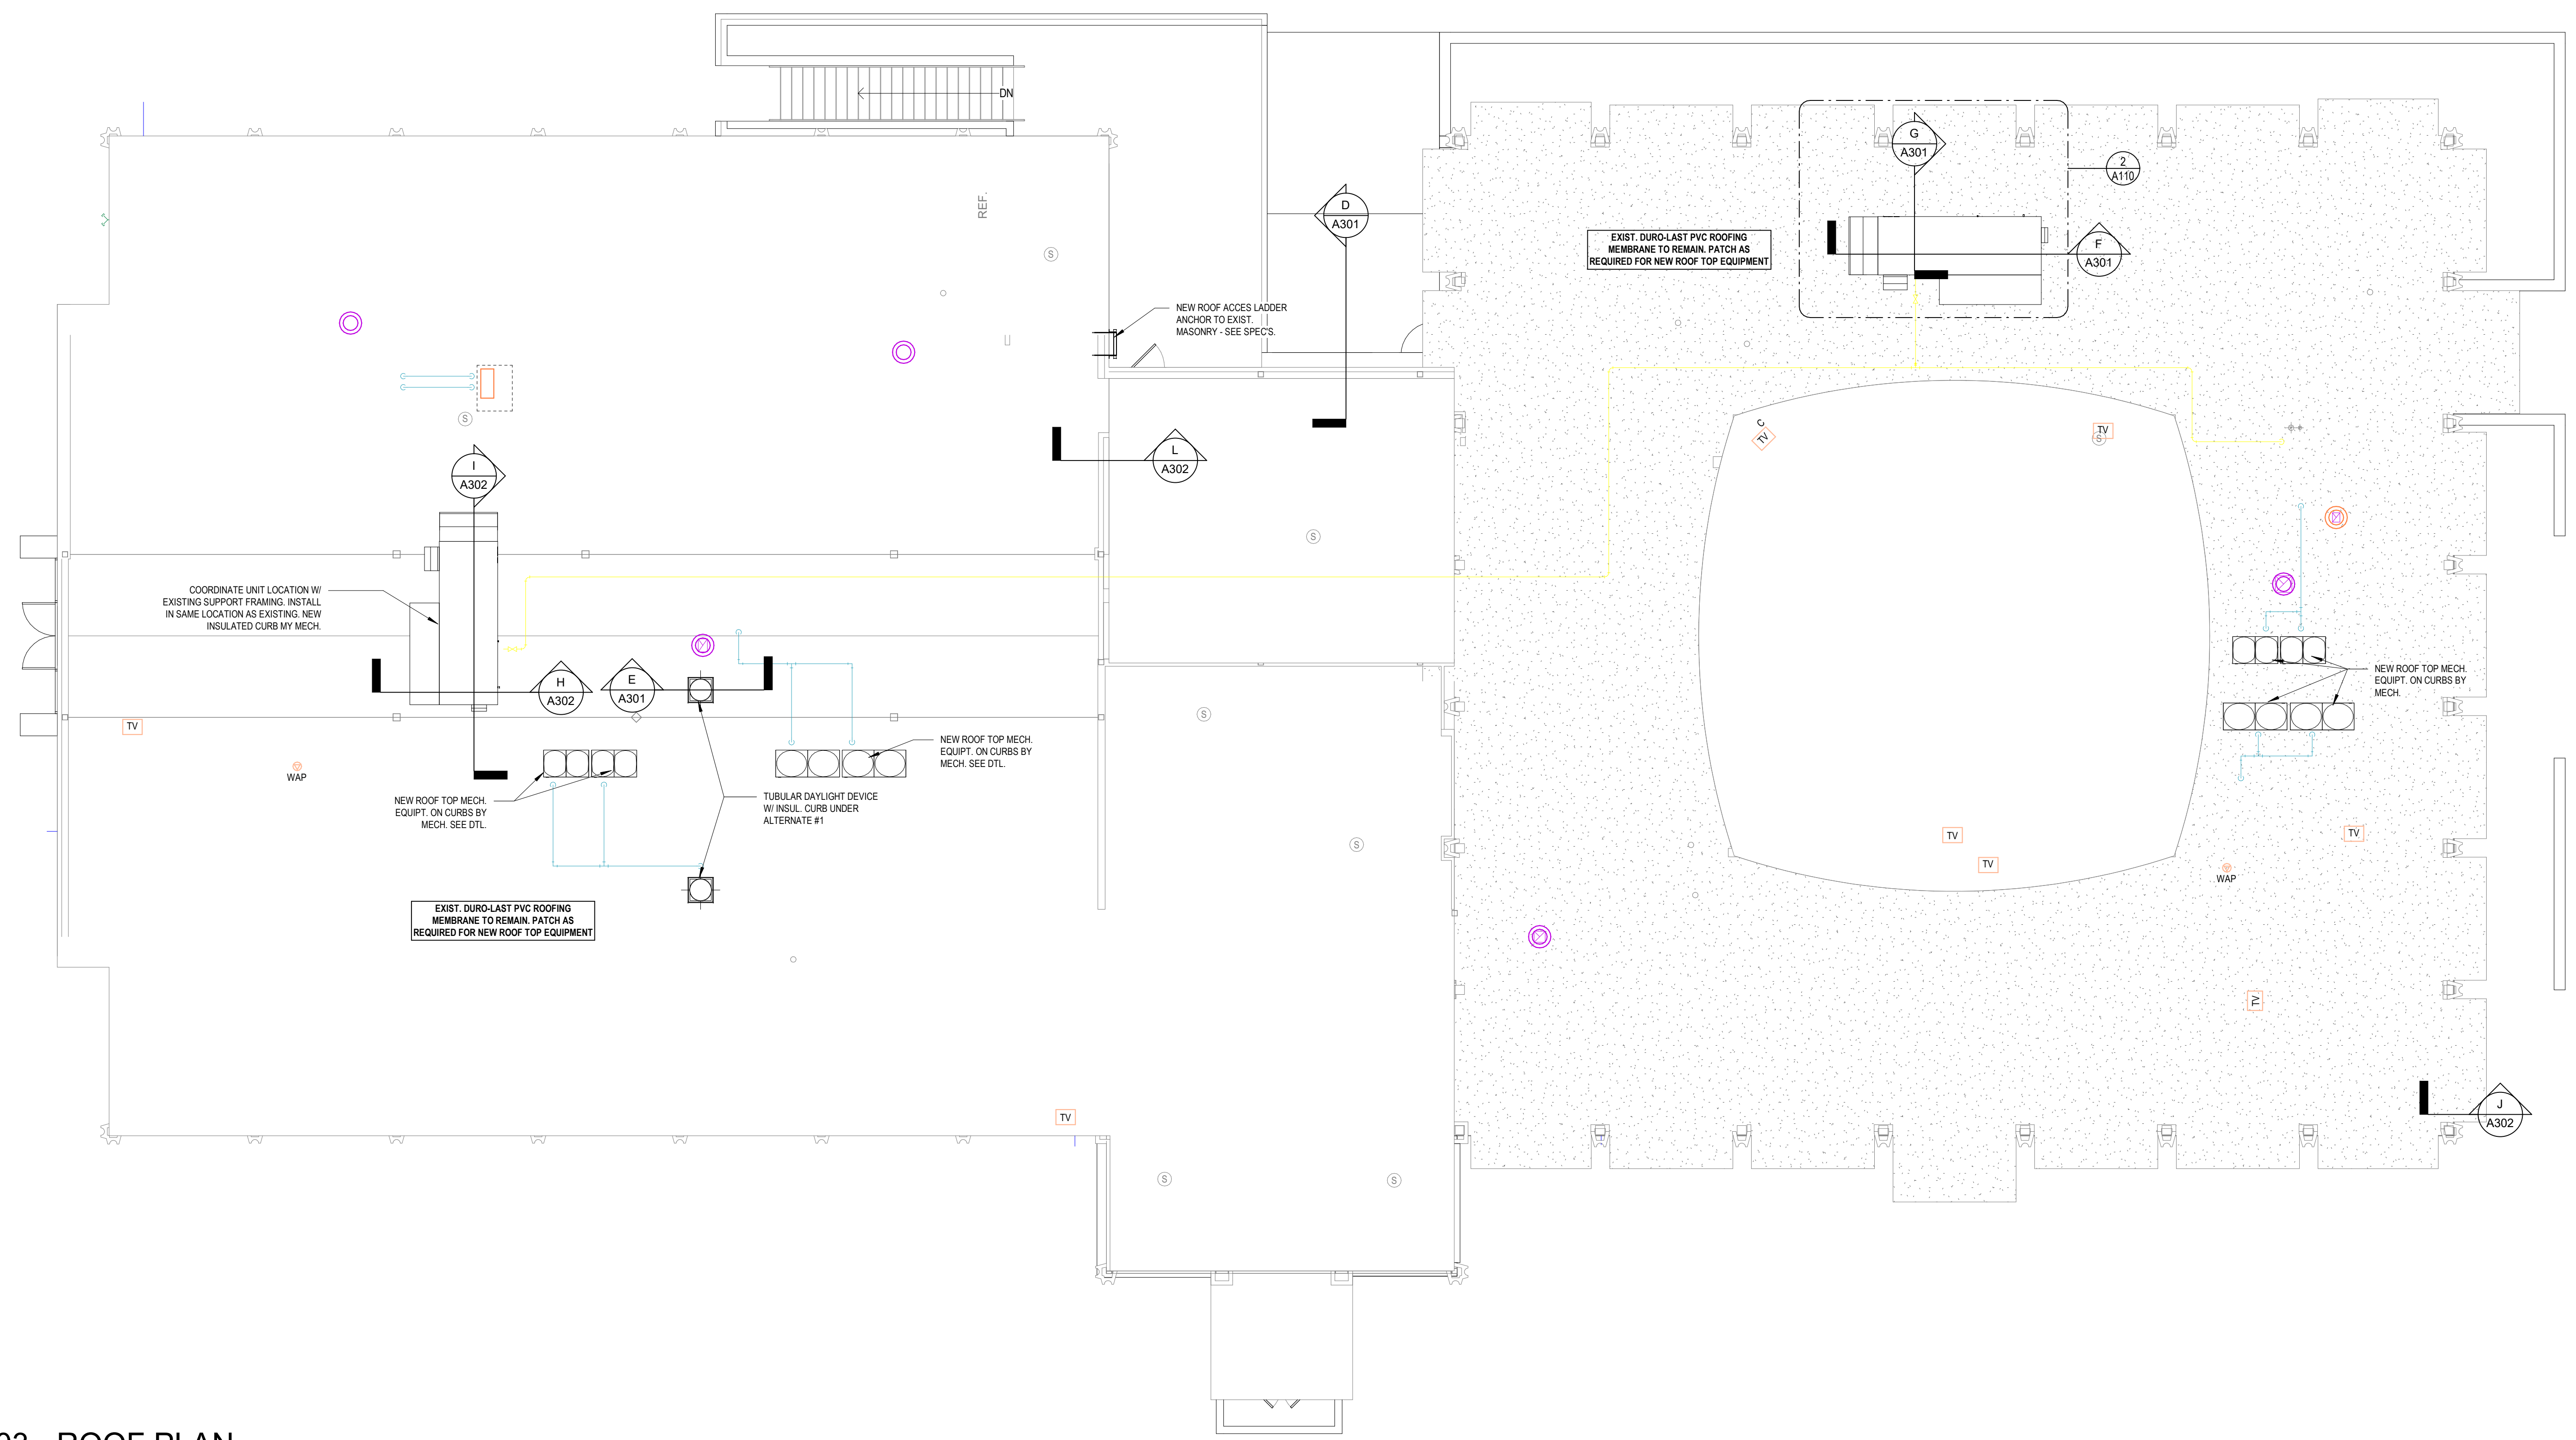 DN
REF.
G
A301
2
A110
D
A301
EXIST. DURO-LAST PVC ROOFING
MEMBRANE TO REMAIN. PATCH AS
REQUIRED FOR NEW ROOF TOP EQUIPMENT
F
A301
S
NEW ROOF ACCES LADDER
ANCHOR TO EXIST.
MASONRY - SEE SPEC'S.
S
C
TV
TV
S
L
A302
I
A302
S
COORDINATE UNIT LOCATION W/
EXISTING SUPPORT FRAMING. INSTALL
IN SAME LOCATION AS EXISTING. NEW
INSULATED CURB MY MECH.
H
A302
E
A301
NEW ROOF TOP MECH.
EQUIPT. ON CURBS BY
MECH.
TV
S
WAP
NEW ROOF TOP MECH.
EQUIPT. ON CURBS BY
MECH. SEE DTL.
NEW ROOF TOP MECH.
EQUIPT. ON CURBS BY
MECH. SEE DTL.
TUBULAR DAYLIGHT DEVICE
W/ INSUL. CURB UNDER
ALTERNATE #1
S
TV
TV
TV
WAP
EXIST. DURO-LAST PVC ROOFING
MEMBRANE TO REMAIN. PATCH AS
REQUIRED FOR NEW ROOF TOP EQUIPMENT
TV
TV
J
A302
S
S
03 - ROOF PLAN